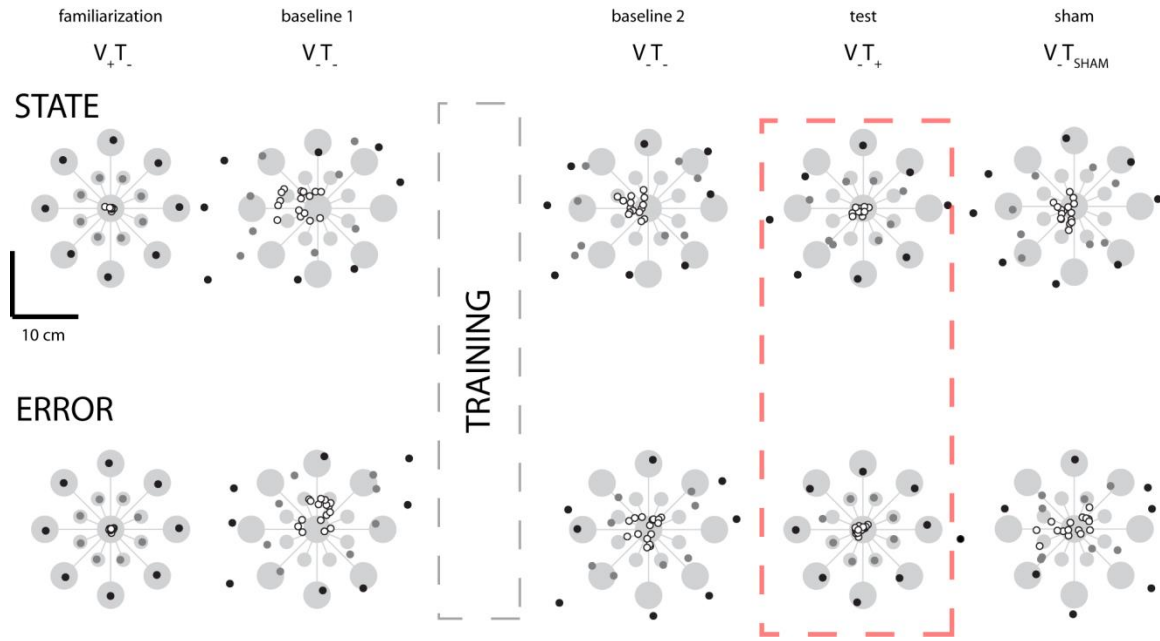 familiarization baseline 1 baseline 2 test sham
V+T- V-T- V-T- V-T+ V-TSHAM
STATE
10 cm
TRAINING
ERROR